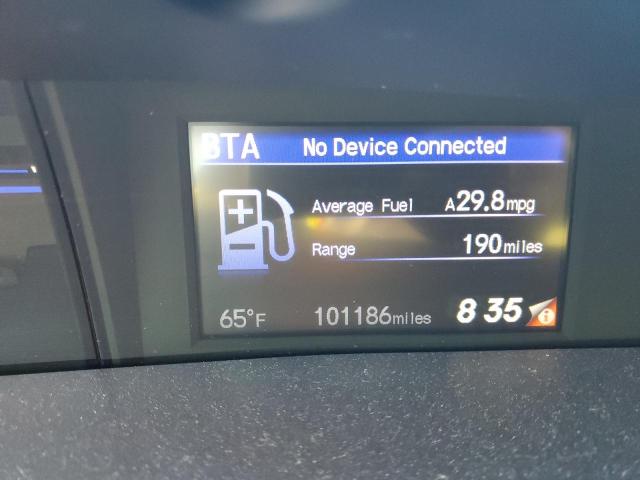 BTA No Device Connected
Average Fuel A29.8mpg
Range 190miles
65°F 101186miles 8 35 i